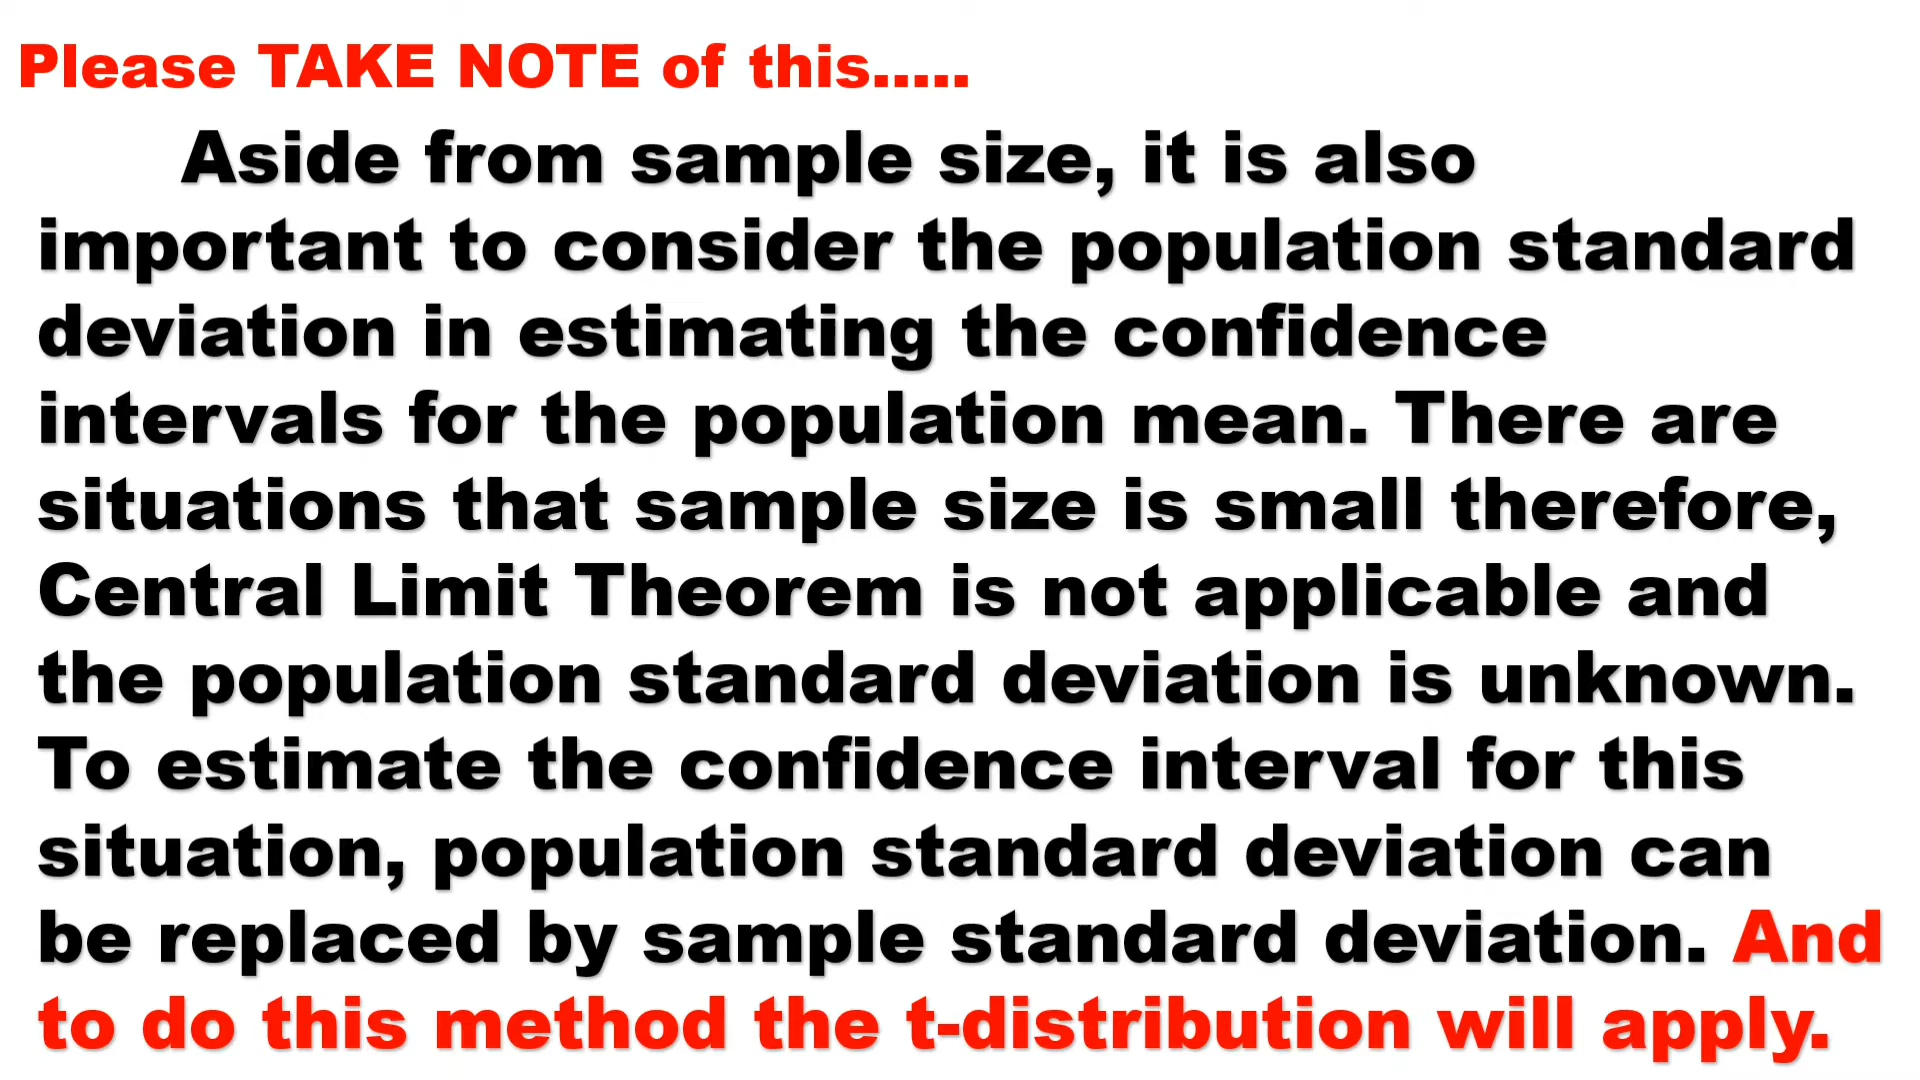 Please TAKE NOTE of this.....
Aside from sample size, it is also
important to consider the population standard
deviation in estimating the confidence
intervals for the population mean. There are
situations that sample size is small therefore,
Central Limit Theorem is not applicable and
the population standard deviation is unknown.
To estimate the confidence interval for this
situation, population standard deviation can
be replaced by sample standard deviation. And
to do this method the t-distribution will apply.